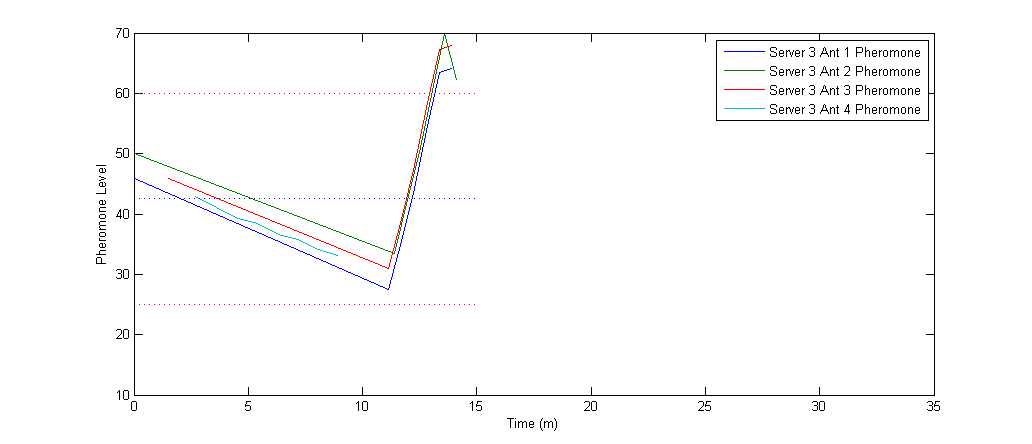 70
60
50
40
30
20
10
Pheromone Level
0 5 10 15 20 25 30 35
Time (m)
Server 3 Ant 1 Pheromone
Server 3 Ant 2 Pheromone
Server 3 Ant 3 Pheromone
Server 3 Ant 4 Pheromone